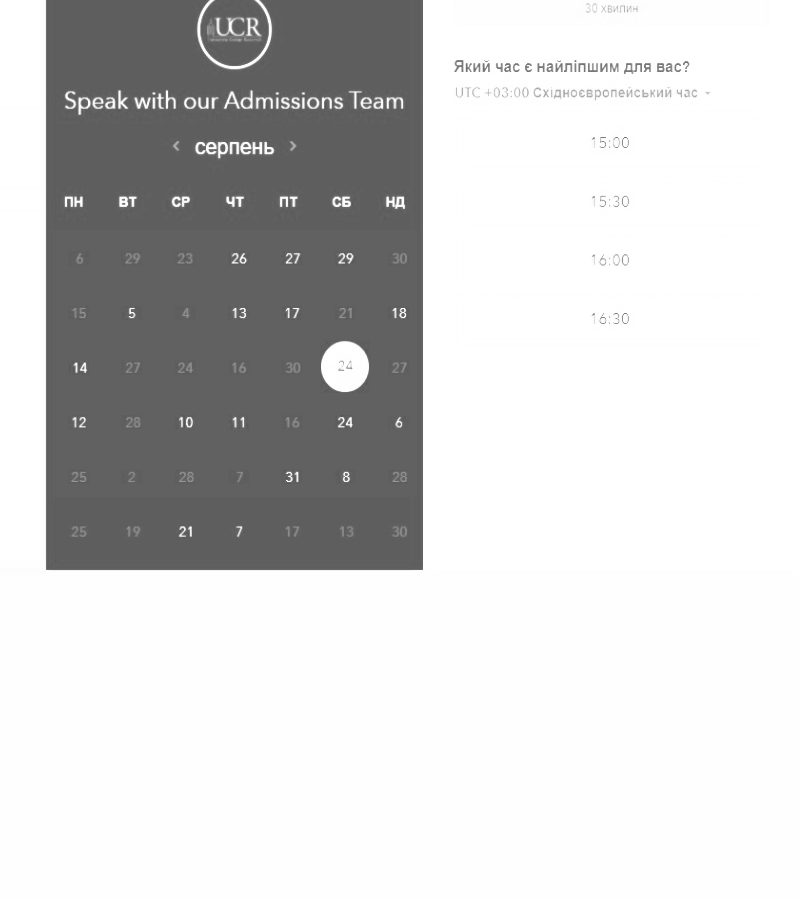 UCR
Speak with our Admissions Team
серпень
ПН ВТ СР ЧТ ПТ СБ НД
6 29 23 26 27 29 30
15 5 4 13 17 21 18
14 27 24 16 30 24 27
12 28 10 11 16 24 6
25 2 28 7 31 8 28
25 19 21 7 17 13 30
30 хвилин
Який час є найліпшим для вас?
UTC +03:00 Східноєвропейський час
15:00
15:30
16:00
16:30